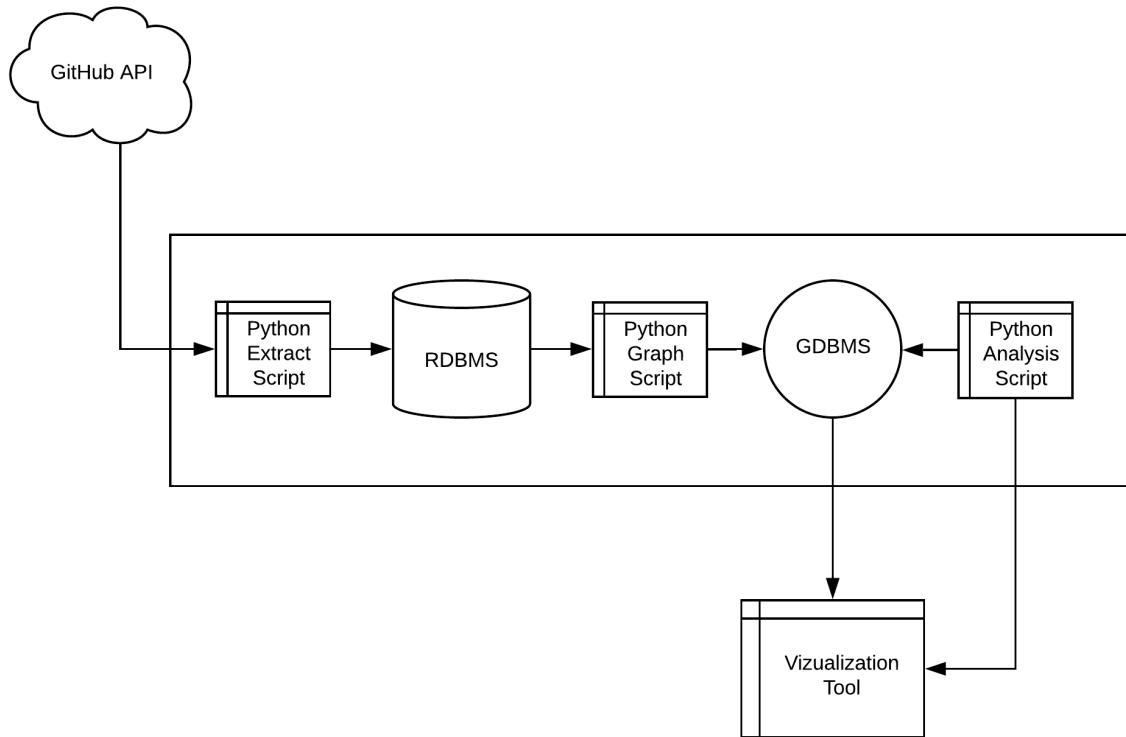 GitHub API
Python
Extract
Script
RDBMS
Python
Graph
Script
GDBMS
Python
Analysis
Script
Vizualization
Tool